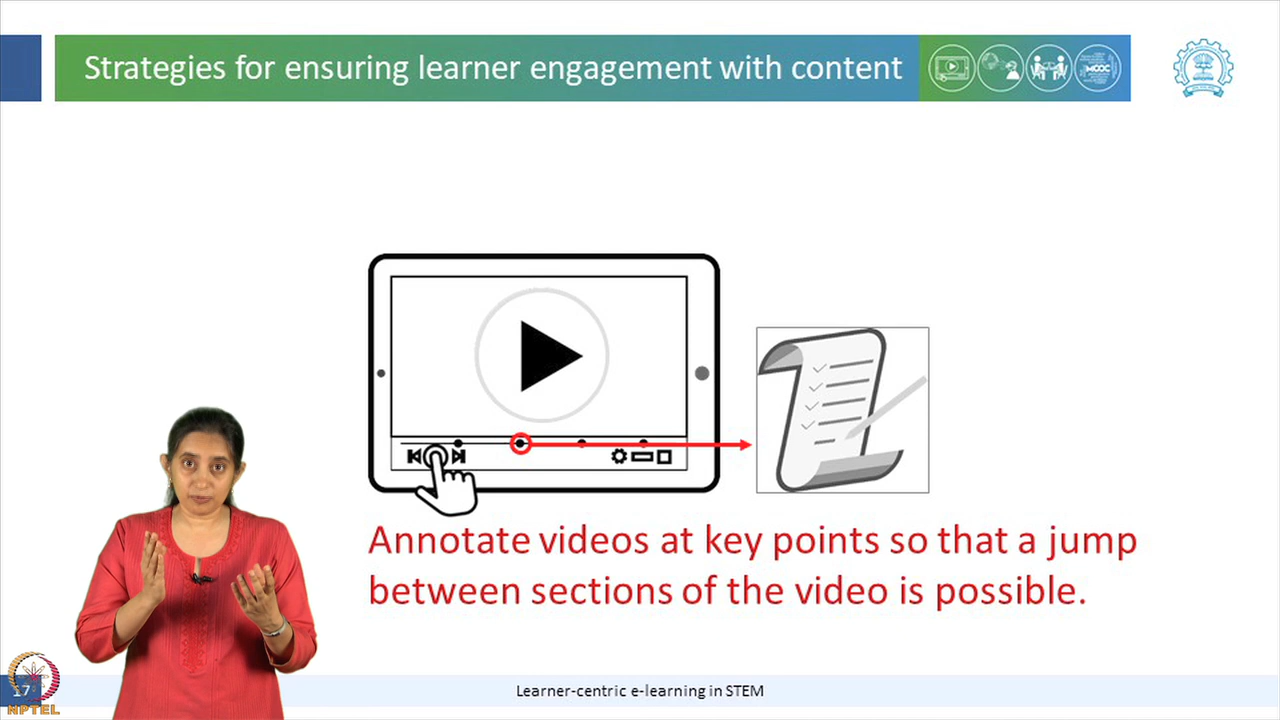 Strategies for ensuring learner engagement with content
MOOC
Annotate videos at key points so that a jump
between sections of the video is possible.
17
Learner-centric e-learning in STEM
NPTEL